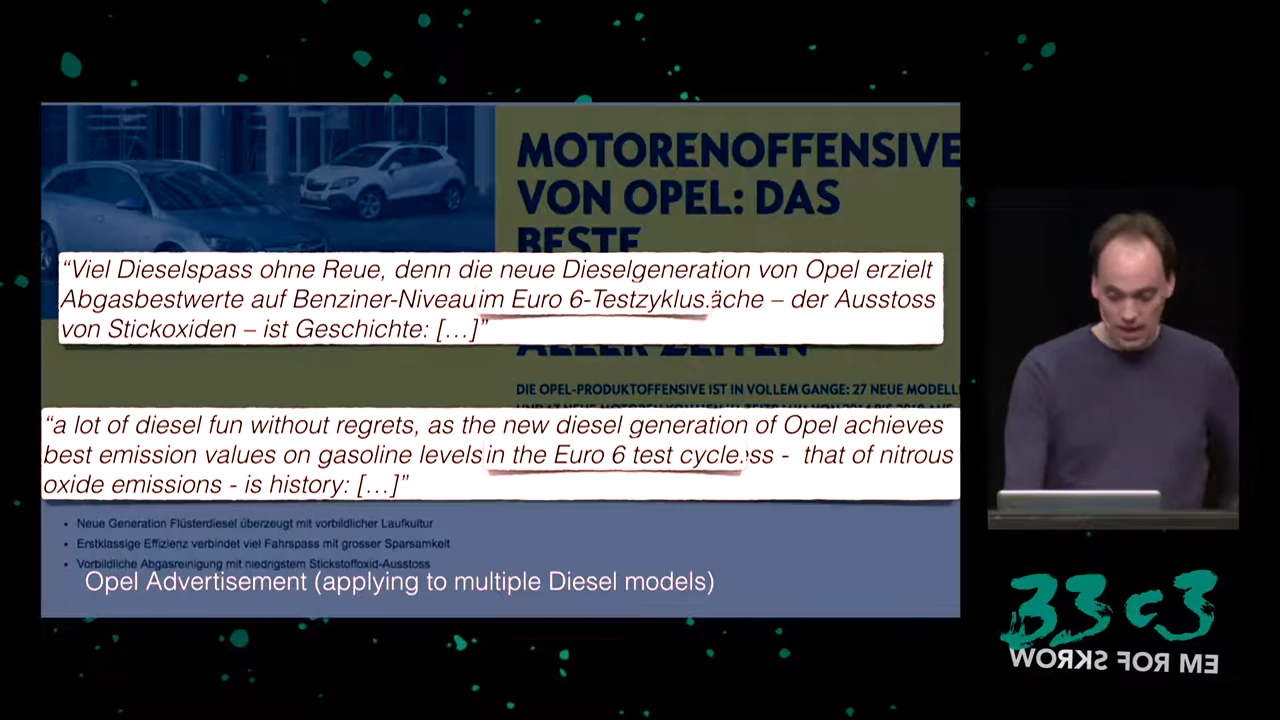 MOTORENOFFENSIVE
VON OPEL: DAS
BESTE
“Viel Dieselspass ohne Reue, denn die neue Dieselgeneration von Opel erzielt
Abgasbestwerte auf Benziner-Niveau im Euro 6-Testzyklus.äche – der Ausstoss
von Stickoxiden – ist Geschichte: […]”
ALLER ZEITEN
DIE OPEL-PRODUKTOFFENSIVE IST IN VOLLEM GANGE: 27 NEUE MODELL
“a lot of diesel fun without regrets, as the new diesel generation of Opel achieves
best emission values on gasoline levels in the Euro 6 test cycle.ess - that of nitrous
oxide emissions - is history: […]”
• Neue Generation Flüsterdiesel überzeugt mit vorbildlicher Laufkultur
• Erstklassige Effizienz verbindet viel Fahrspass mit grosser Sparsamkeit
• Vorbildliche Abgasreinigung mit niedrigstem Stickstoffoxid-Ausstoss
Opel Advertisement (applying to multiple Diesel models)
33c3
WORKS FOR ME